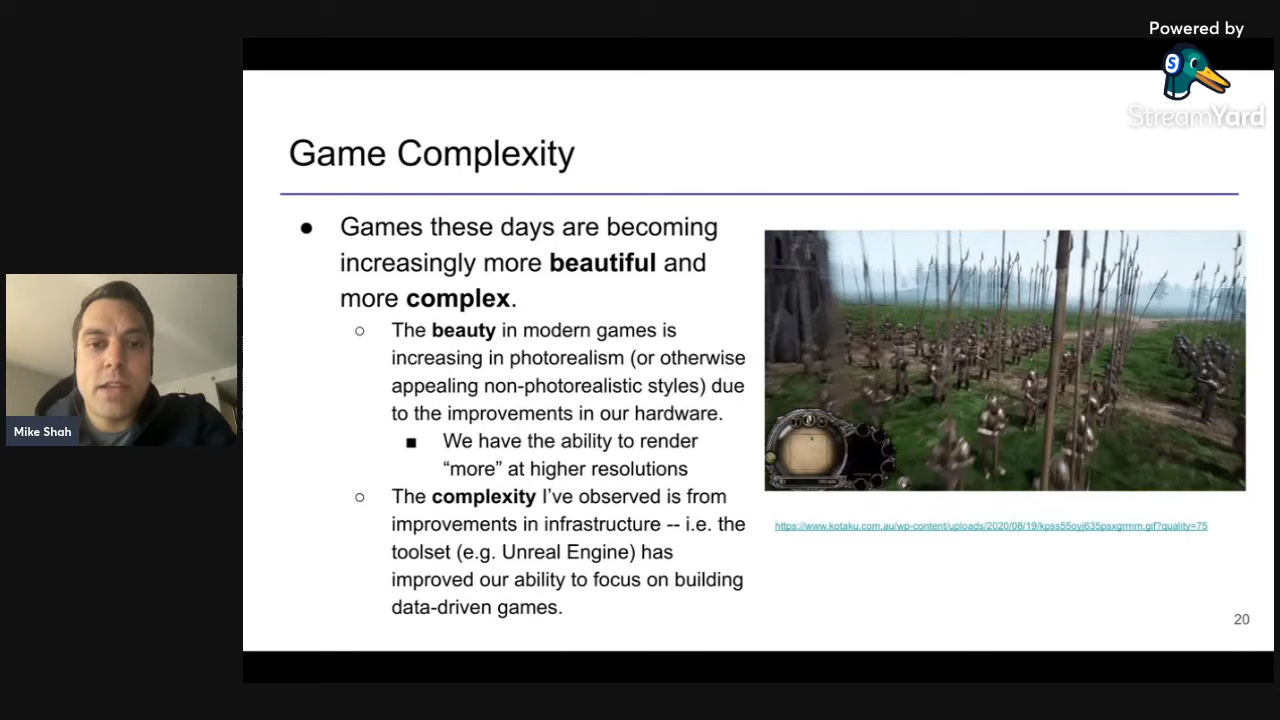 Powered by
StreamYard
Game Complexity
● Games these days are becoming
increasingly more beautiful and
more complex.
○ The beauty in modern games is
increasing in photorealism (or otherwise
appealing non-photorealistic styles) due
to the improvements in our hardware.
■ We have the ability to render
“more” at higher resolutions
○ The complexity I’ve observed is from
improvements in infrastructure -- i.e. the
toolset (e.g. Unreal Engine) has
improved our ability to focus on building
data-driven games.
https://www.kotaku.com.au/wp-content/uploads/2020/08/19/kpss55oyj635psxgrmm.gif?quality=75
20
Mike Shah